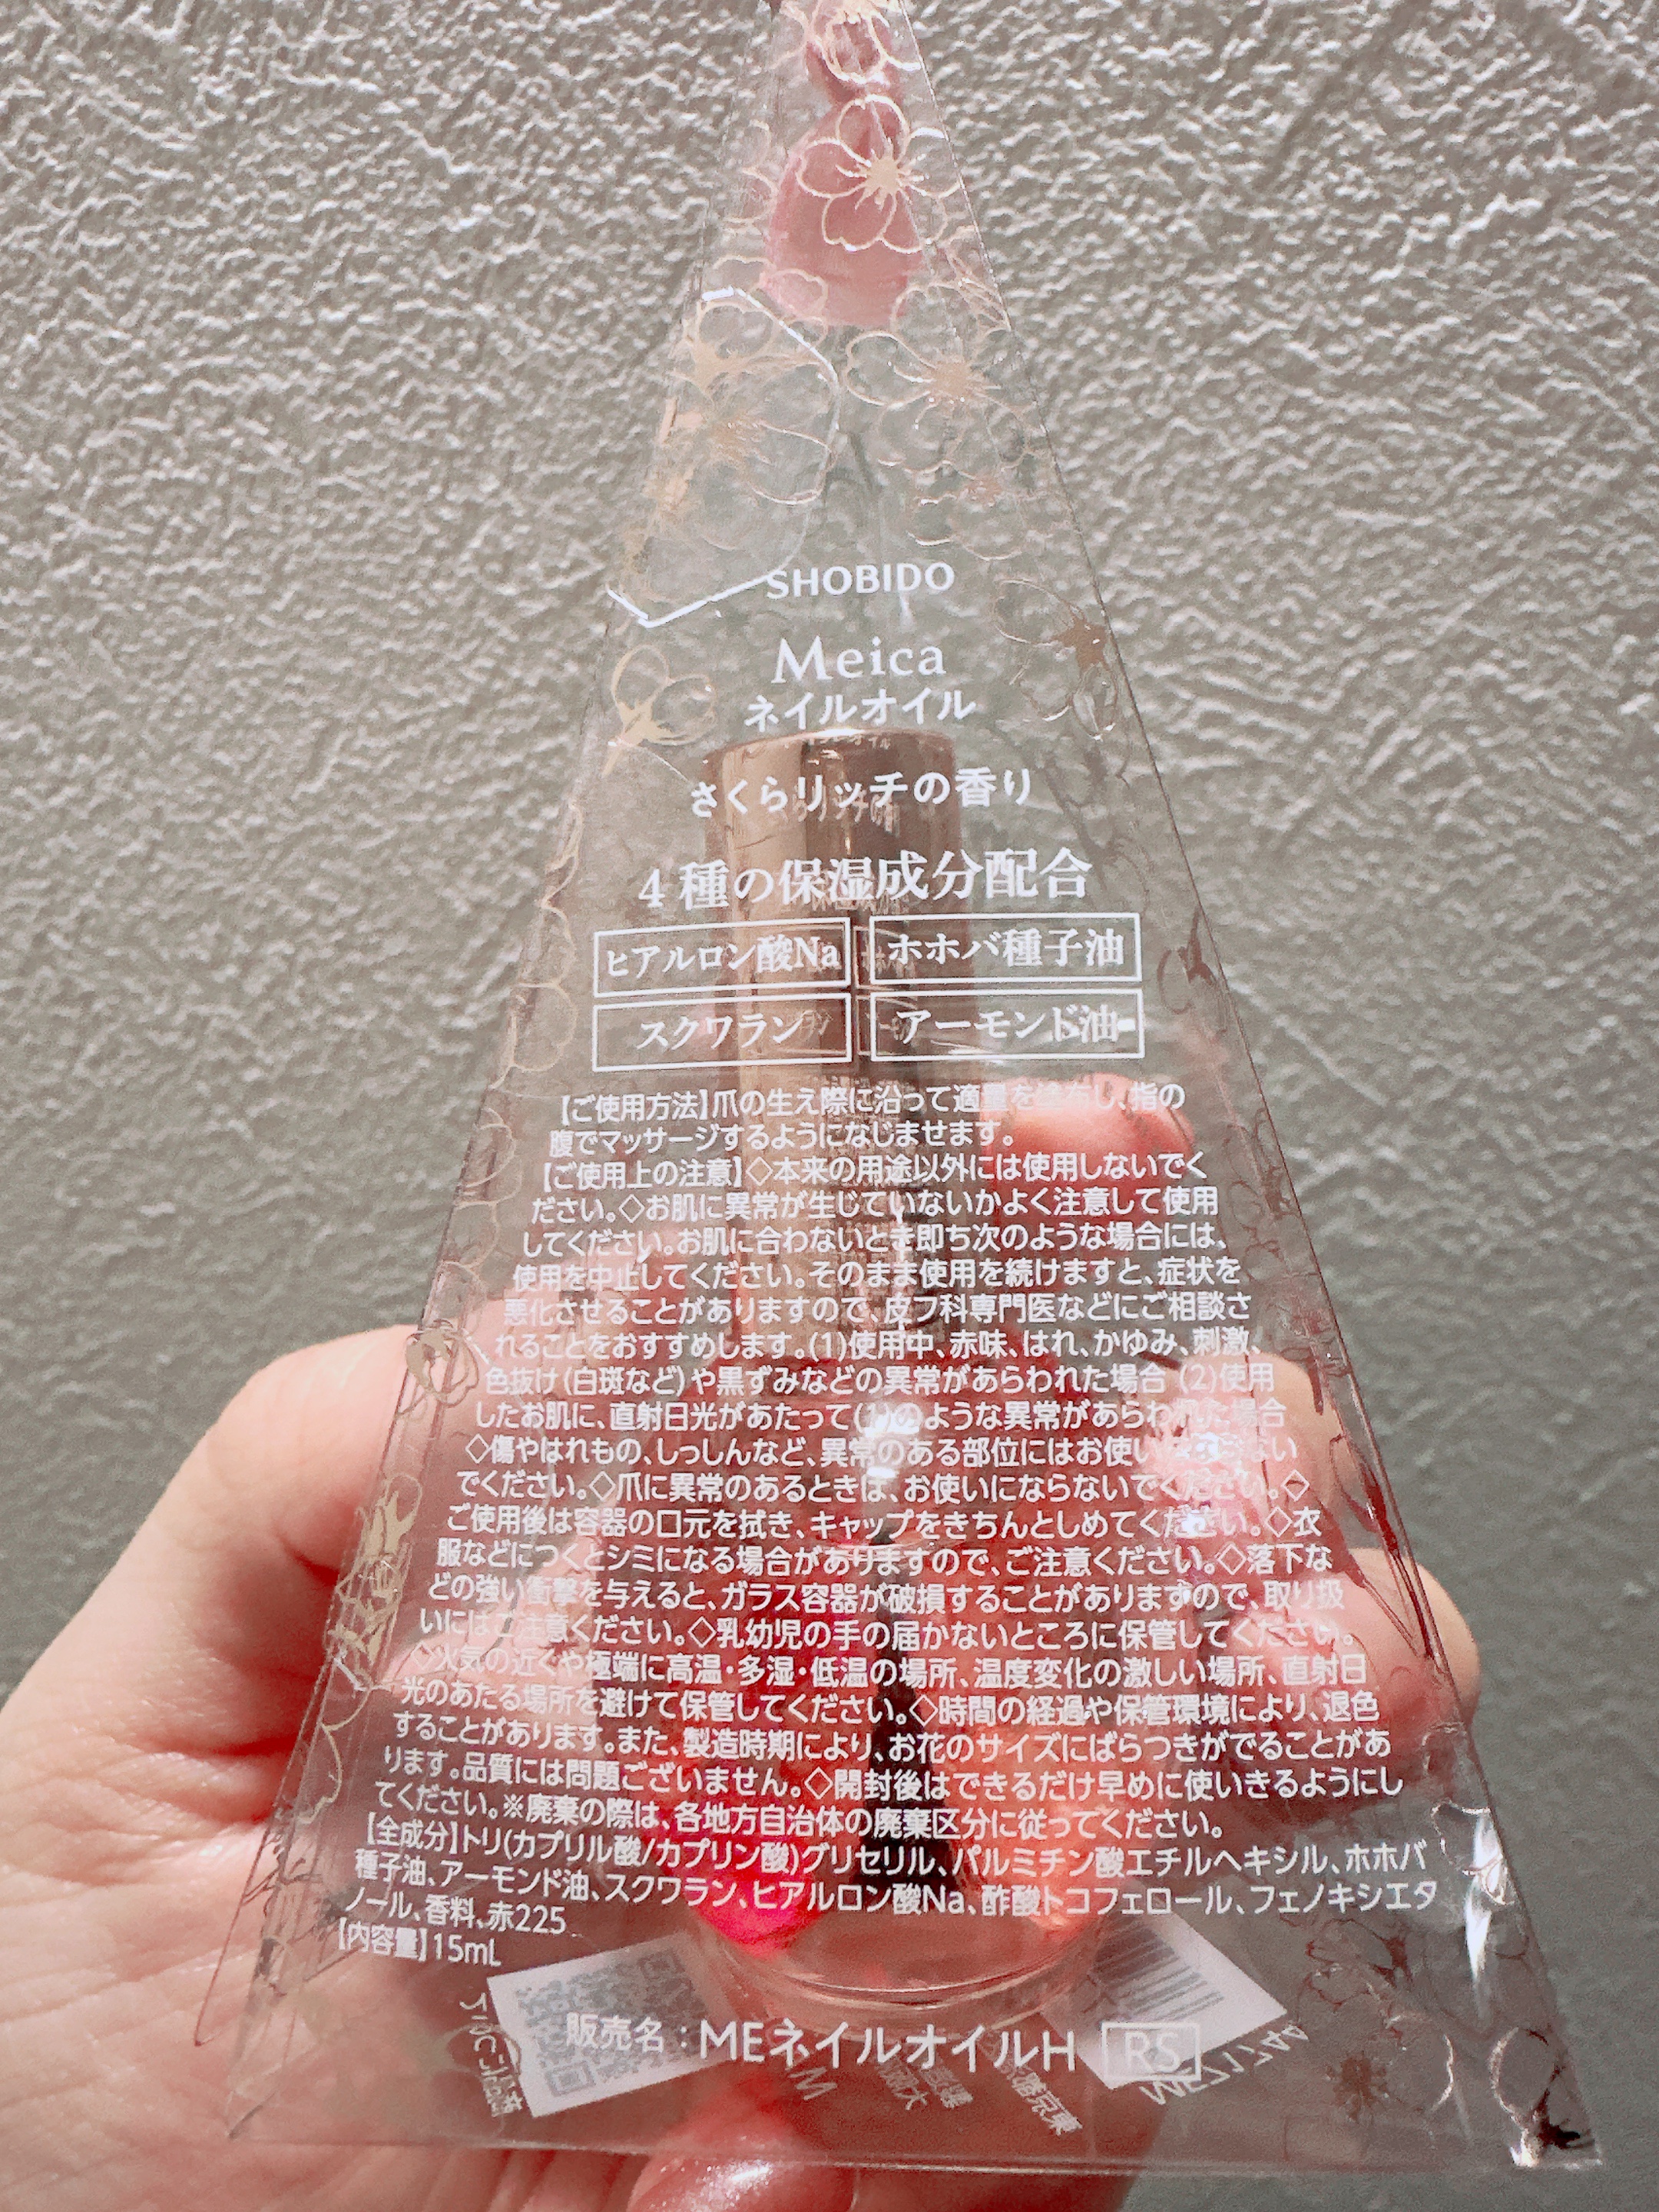 SHOBIDO
Meica
ネイルオイル
さくらリッチの香り
4種の保湿成分配合
ヒアルロン酸Na
ホホバ種子油
スクワラン
アーモンド油
【ご使用方法】爪の生え際に沿って適量を塗布し、指の
腹でマッサージするようになじませます。
【ご使用上の注意】◇本来の用途以外には使用しないでく
ださい。◇お肌に異常が生じていないかよく注意して使用
してください。お肌に合わないとき即ち次のような場合には、
使用を中止してください。そのまま使用を続けますと、症状を
悪化させることがありますので、皮フ科専門医などにご相談さ
れることをおすすめします。(1)使用中、赤味、はれ、かゆみ、刺激、
色抜け(白斑など)や黒ずみなどの異常があらわれた場合 (2)使用
したお肌に、直射日光があたって(1)のような異常があらわれた場合
◇傷やはれもの、しっしんなど、異常のある部位にはお使いにならない
でください。◇爪に異常のあるときは、お使いにならないでください。◇
ご使用後は容器の口元を拭き、キャップをきちんとしめてください。◇衣
服などにつくとシミになる場合がありますので、ご注意ください。◇落下な
どの強い衝撃を与えると、ガラス容器が破損することがありますので、取り扱
いにはご注意ください。◇乳幼児の手の届かないところに保管してください。
◇火気の近くや極端に高温・多湿・低温の場所、温度変化の激しい場所、直射日
光のあたる場所を避けて保管してください。◇時間の経過や保管環境により、退色
することがあります。また、製造時期により、お花のサイズにばらつきがでることがあ
ります。品質には問題ございません。◇開封後はできるだけ早めに使いきるようにし
てください。※廃棄の際は、各地方自治体の廃棄区分に従ってください。
【全成分】トリ(カプリル酸/カプリン酸)グリセリル、パルミチン酸エチルヘキシル、ホホバ
種子油、アーモンド油、スクワラン、ヒアルロン酸Na、酢酸トコフェロール、フェノキシエタ
ノール、香料、赤225
【内容量】15mL
販売名：MEネイルオイルH RS